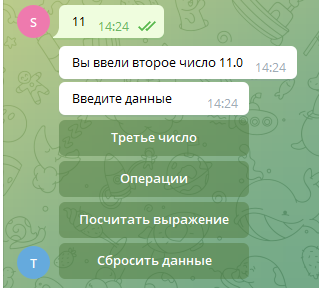 S
11 14:24
Вы ввели второе число 11.0 14:24
Введите данные 14:24
Третье число
Операции
Посчитать выражение
Сбросить данные
T